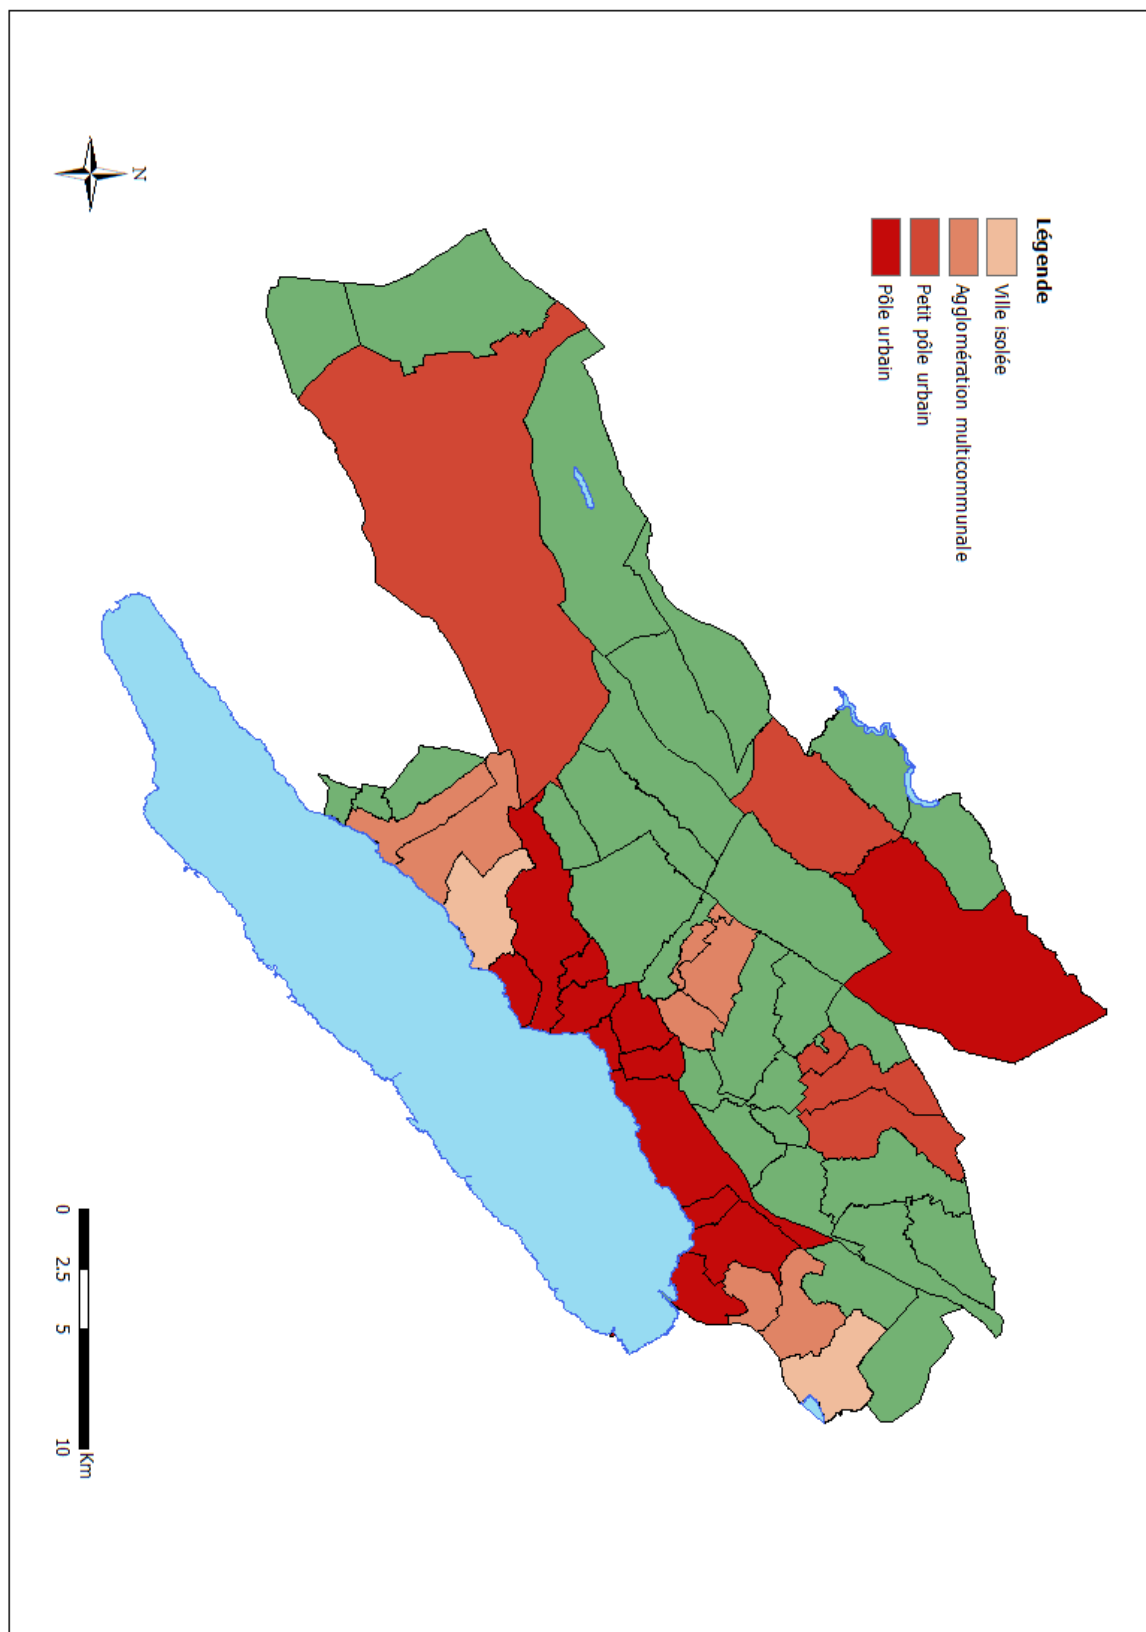 N
Légende
Ville isolée
Agglomération multicommunale
Petit pôle urbain
Pôle urbain
0 2.5 5 10
Km